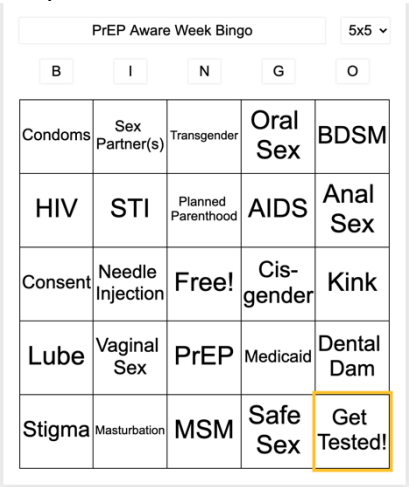 PrEP Aware Week Bingo 5x5
B I N G O
Condoms Sex Partner(s) Transgender Oral Sex BDSM
HIV STI Planned Parenthood AIDS Anal Sex
Consent Needle Injection Free! Cis-gender Kink
Lube Vaginal Sex PrEP Medicaid Dental Dam
Stigma Masturbation MSM Safe Sex Get Tested!